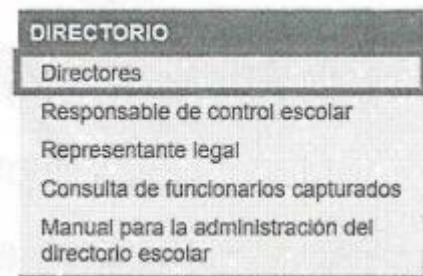 DIRECTORIO
Directores
Responsable de control escolar
Representante legal
Consulta de funcionarios capturados
Manual para la administración del
directorio escolar